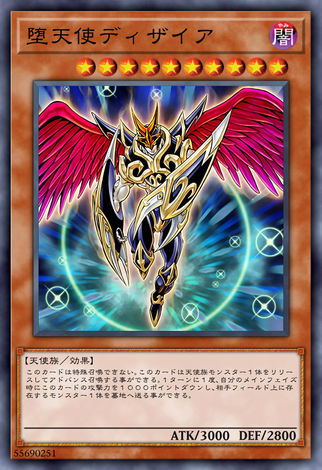 堕天使ディザイア
やみ
闇
【天使族／効果】
このカードは特殊召喚できない。このカードは天使族モンスター１体をリリー
スしてアドバンス召喚する事ができる。１ターンに１度、自分のメインフェイズ
時にこのカードの攻撃力を１０００ポイントダウンし、相手フィールド上に存
在するモンスター１体を墓地へ送る事ができる。
ATK/3000 DEF/2800
55690251